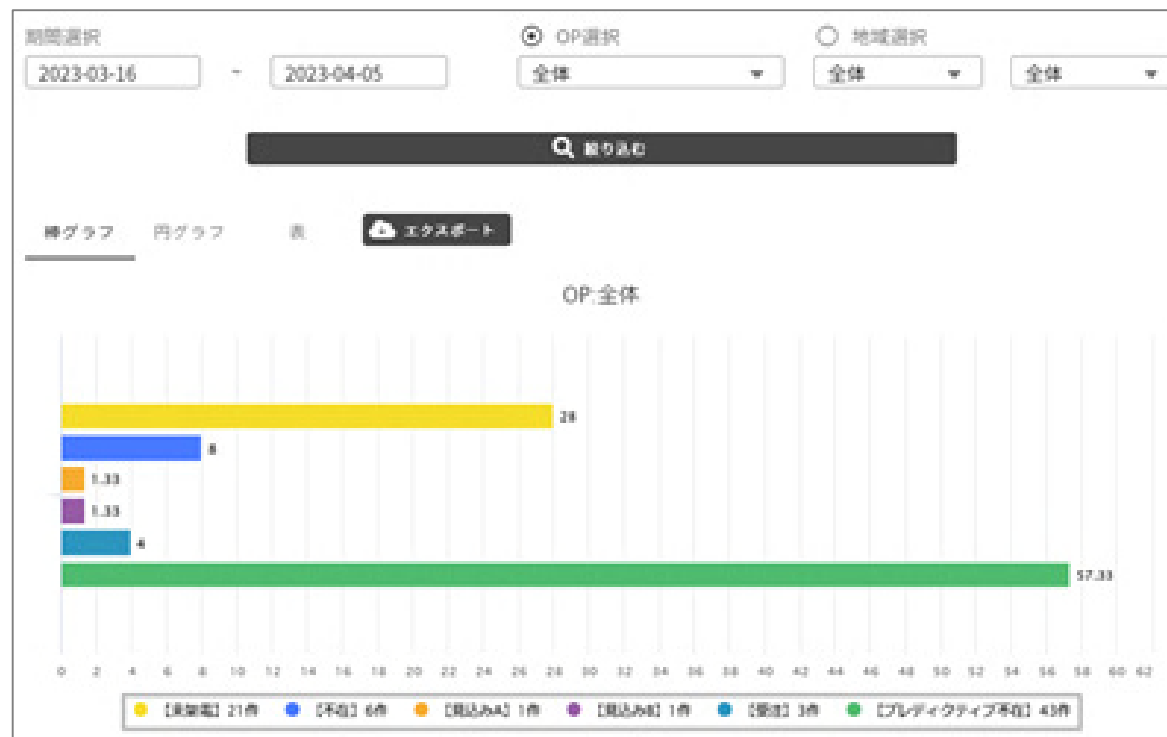 期間選択
OP選択
地域選択
2023-03-16 ~ 2023-04-05
全体
全体
全体
絞り込む
棒グラフ 円グラフ 表 エクスポート
OP:全体
28
8
1.33
1.33
4
57.33
0 2 4 6 8 10 12 14 16 18 20 22 24 26 28 30 32 34 36 38 40 42 44 46 48 50 52 54 56 58 60 62
【未架電】21件 【不在】6件 【見込みA】1件 【見込みB】1件 【受注】3件 【プレディクティブ不在】43件